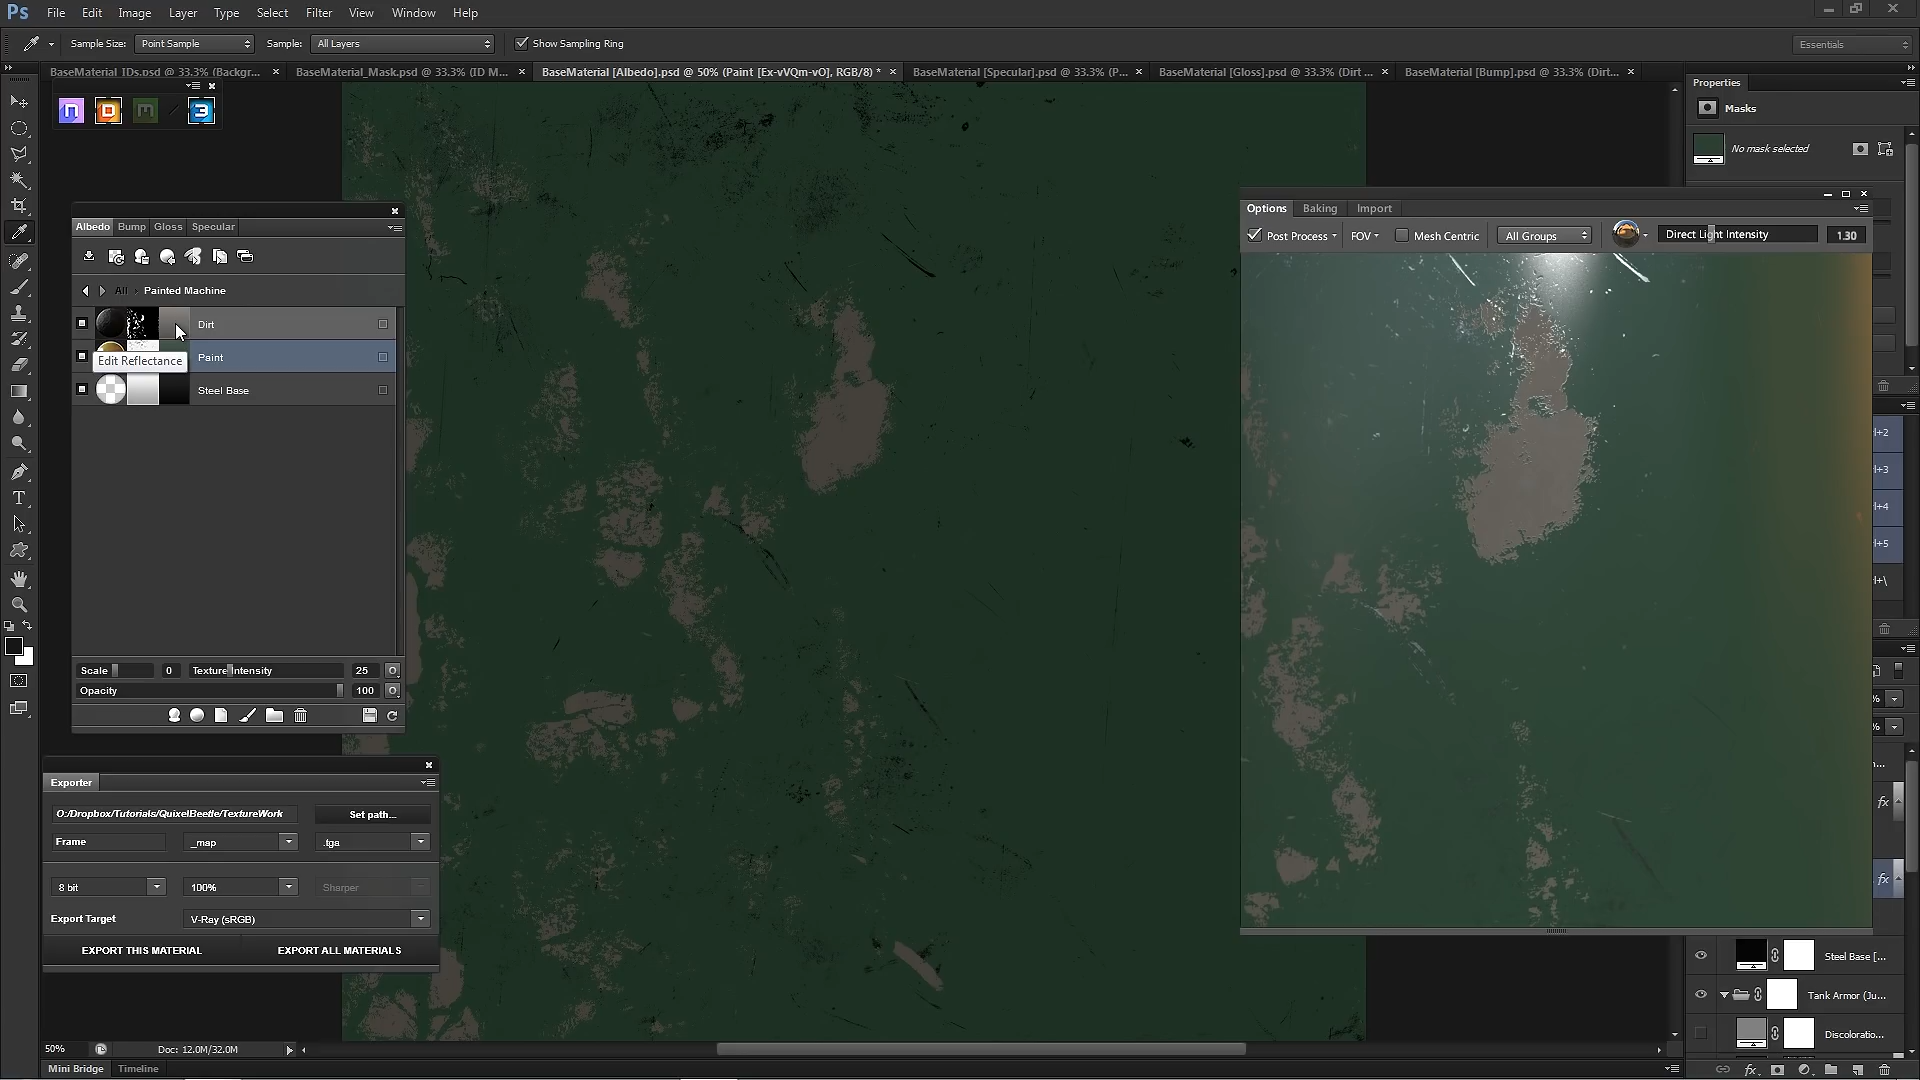 Ps File Edit Image Layer Type Select Filter View Window Help
Sample Size: Point Sample Sample: All Layers Show Sampling Ring Essentials
BaseMaterial_IDs.psd @ 33.3% (Backgr... BaseMaterial_Mask.psd @ 33.3% (ID M... BaseMaterial [Albedo].psd @ 50% (Paint [Ex-vVQm-vO], RGB/8) * BaseMaterial [Specular].psd @ 33.3% (P... BaseMaterial [Gloss].psd @ 33.3% (Dirt ... BaseMaterial [Bump].psd @ 33.3% (Dirt...
Properties
Masks
No mask selected
Albedo Bump Gloss Specular
All Painted Machine
Dirt
Paint
Edit Reflectance
Steel Base
Scale 0 Texture Intensity 25
Opacity 100
Exporter
O:/Dropbox/Tutorials/QuixelBeetle/TextureWork Set path...
Frame _map .tga
8 bit 100% Sharper
Export Target V-Ray (sRGB)
EXPORT THIS MATERIAL EXPORT ALL MATERIALS
Options Baking Import
Post Process FOV Mesh Centric All Groups Direct Light Intensity 1.30
l+2
l+3
l+4
l+5
l+\
%
%
n...
fx
fx
Steel Base [...
Tank Armor (Ju...
Discoloratio...
50% Doc: 12.0M/32.0M
Mini Bridge Timeline
fx